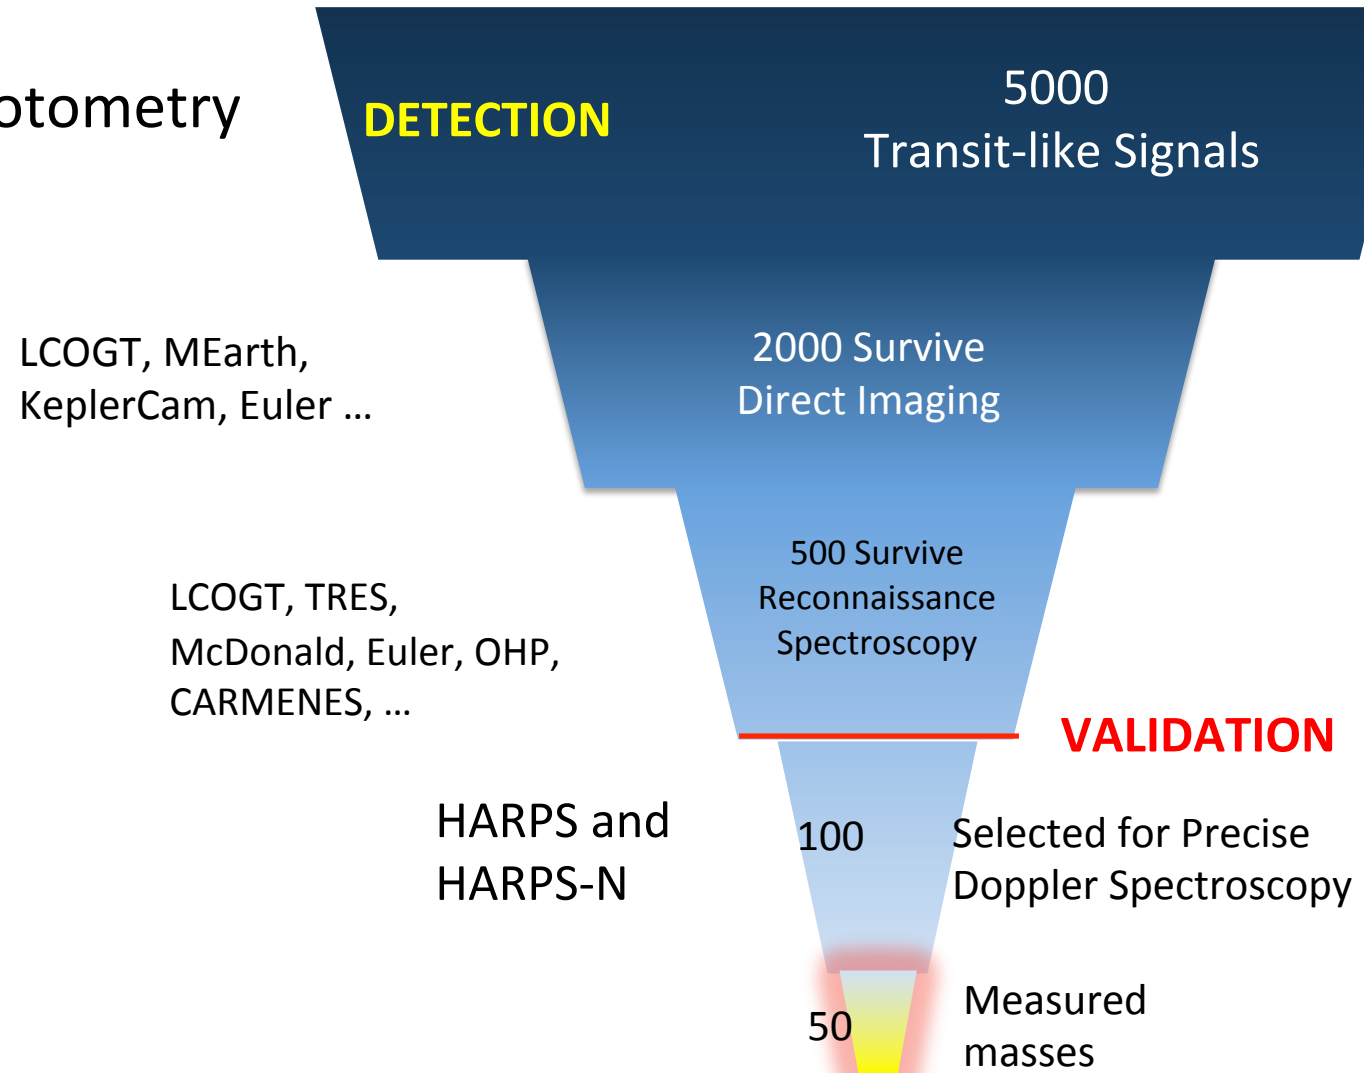 otometry
DETECTION
5000
Transit-like Signals
LCOGT, MEarth,
KeplerCam, Euler ...
2000 Survive
Direct Imaging
LCOGT, TRES,
McDonald, Euler, OHP,
CARMENES, ...
500 Survive
Reconnaissance
Spectroscopy
VALIDATION
HARPS and
HARPS-N
100
Selected for Precise
Doppler Spectroscopy
50
Measured
masses